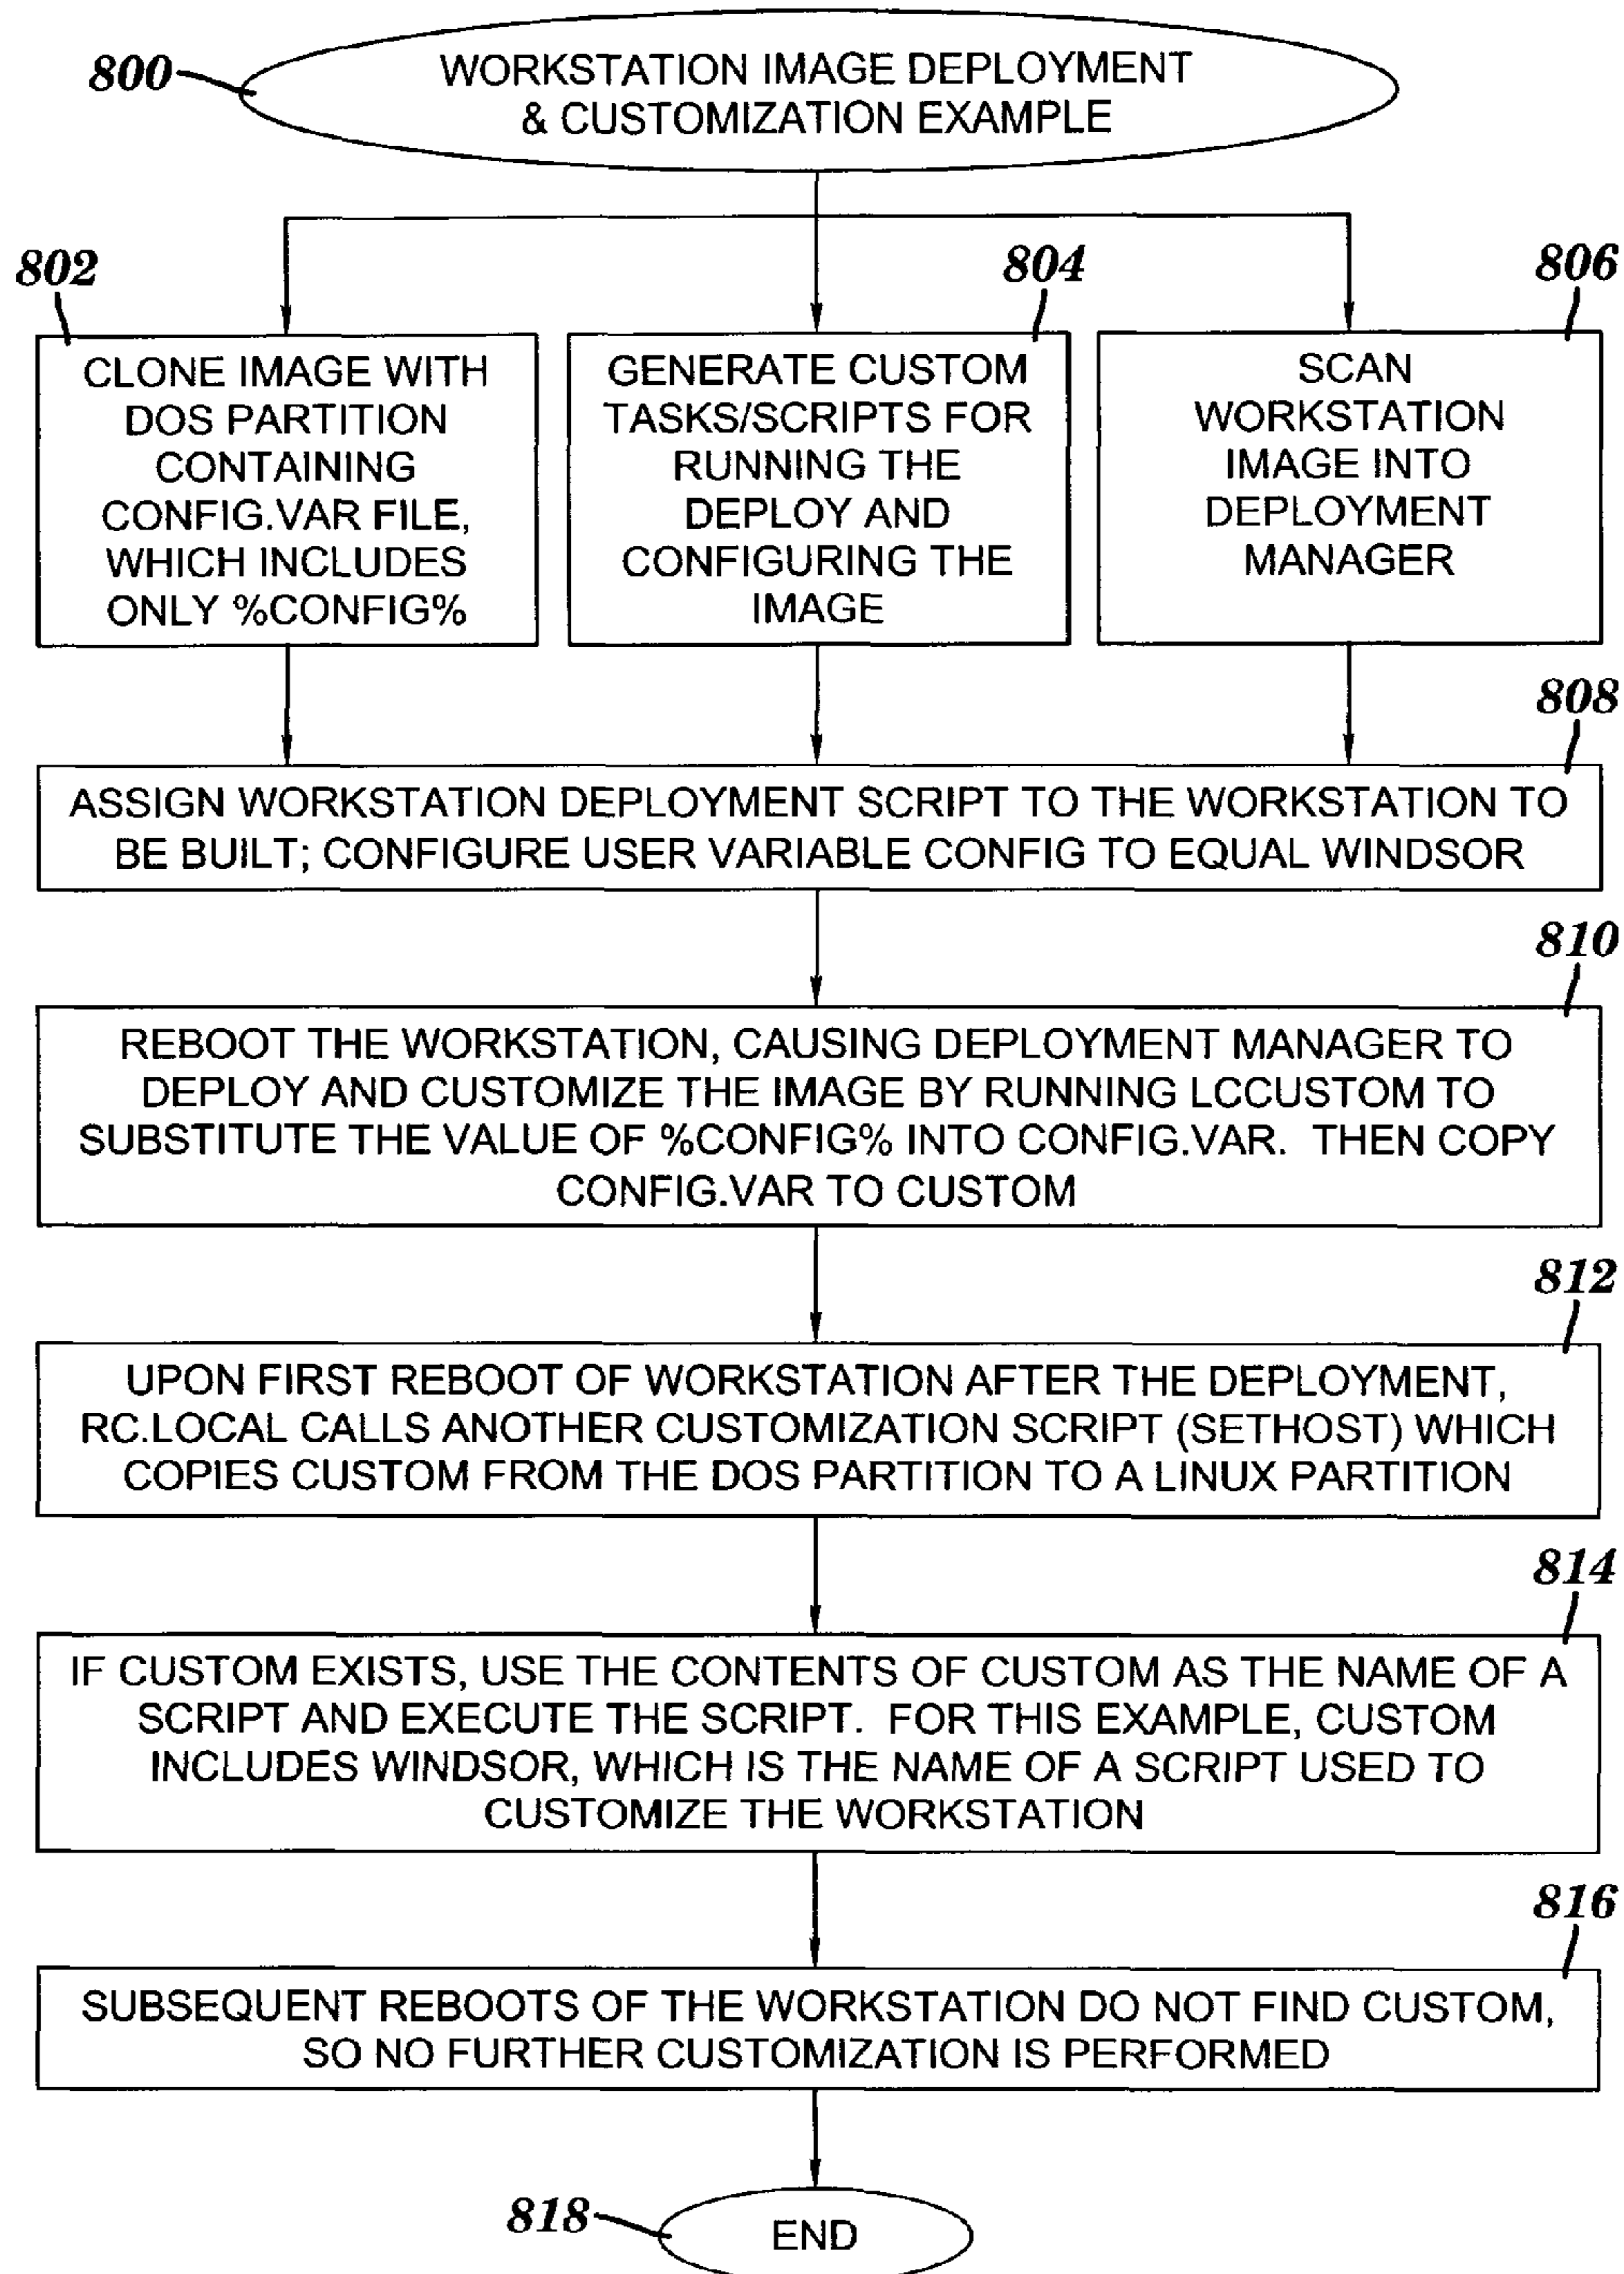 800
WORKSTATION IMAGE DEPLOYMENT
& CUSTOMIZATION EXAMPLE
802
CLONE IMAGE WITH
DOS PARTITION
CONTAINING
CONFIG.VAR FILE,
WHICH INCLUDES
ONLY %CONFIG%
804
GENERATE CUSTOM
TASKS/SCRIPTS FOR
RUNNING THE
DEPLOY AND
CONFIGURING THE
IMAGE
806
SCAN
WORKSTATION
IMAGE INTO
DEPLOYMENT
MANAGER
808
ASSIGN WORKSTATION DEPLOYMENT SCRIPT TO THE WORKSTATION TO
BE BUILT; CONFIGURE USER VARIABLE CONFIG TO EQUAL WINDSOR
810
REBOOT THE WORKSTATION, CAUSING DEPLOYMENT MANAGER TO
DEPLOY AND CUSTOMIZE THE IMAGE BY RUNNING LCCUSTOM TO
SUBSTITUTE THE VALUE OF %CONFIG% INTO CONFIG.VAR. THEN COPY
CONFIG.VAR TO CUSTOM
812
UPON FIRST REBOOT OF WORKSTATION AFTER THE DEPLOYMENT,
RC.LOCAL CALLS ANOTHER CUSTOMIZATION SCRIPT (SETHOST) WHICH
COPIES CUSTOM FROM THE DOS PARTITION TO A LINUX PARTITION
814
IF CUSTOM EXISTS, USE THE CONTENTS OF CUSTOM AS THE NAME OF A
SCRIPT AND EXECUTE THE SCRIPT. FOR THIS EXAMPLE, CUSTOM
INCLUDES WINDSOR, WHICH IS THE NAME OF A SCRIPT USED TO
CUSTOMIZE THE WORKSTATION
816
SUBSEQUENT REBOOTS OF THE WORKSTATION DO NOT FIND CUSTOM,
SO NO FURTHER CUSTOMIZATION IS PERFORMED
818
END